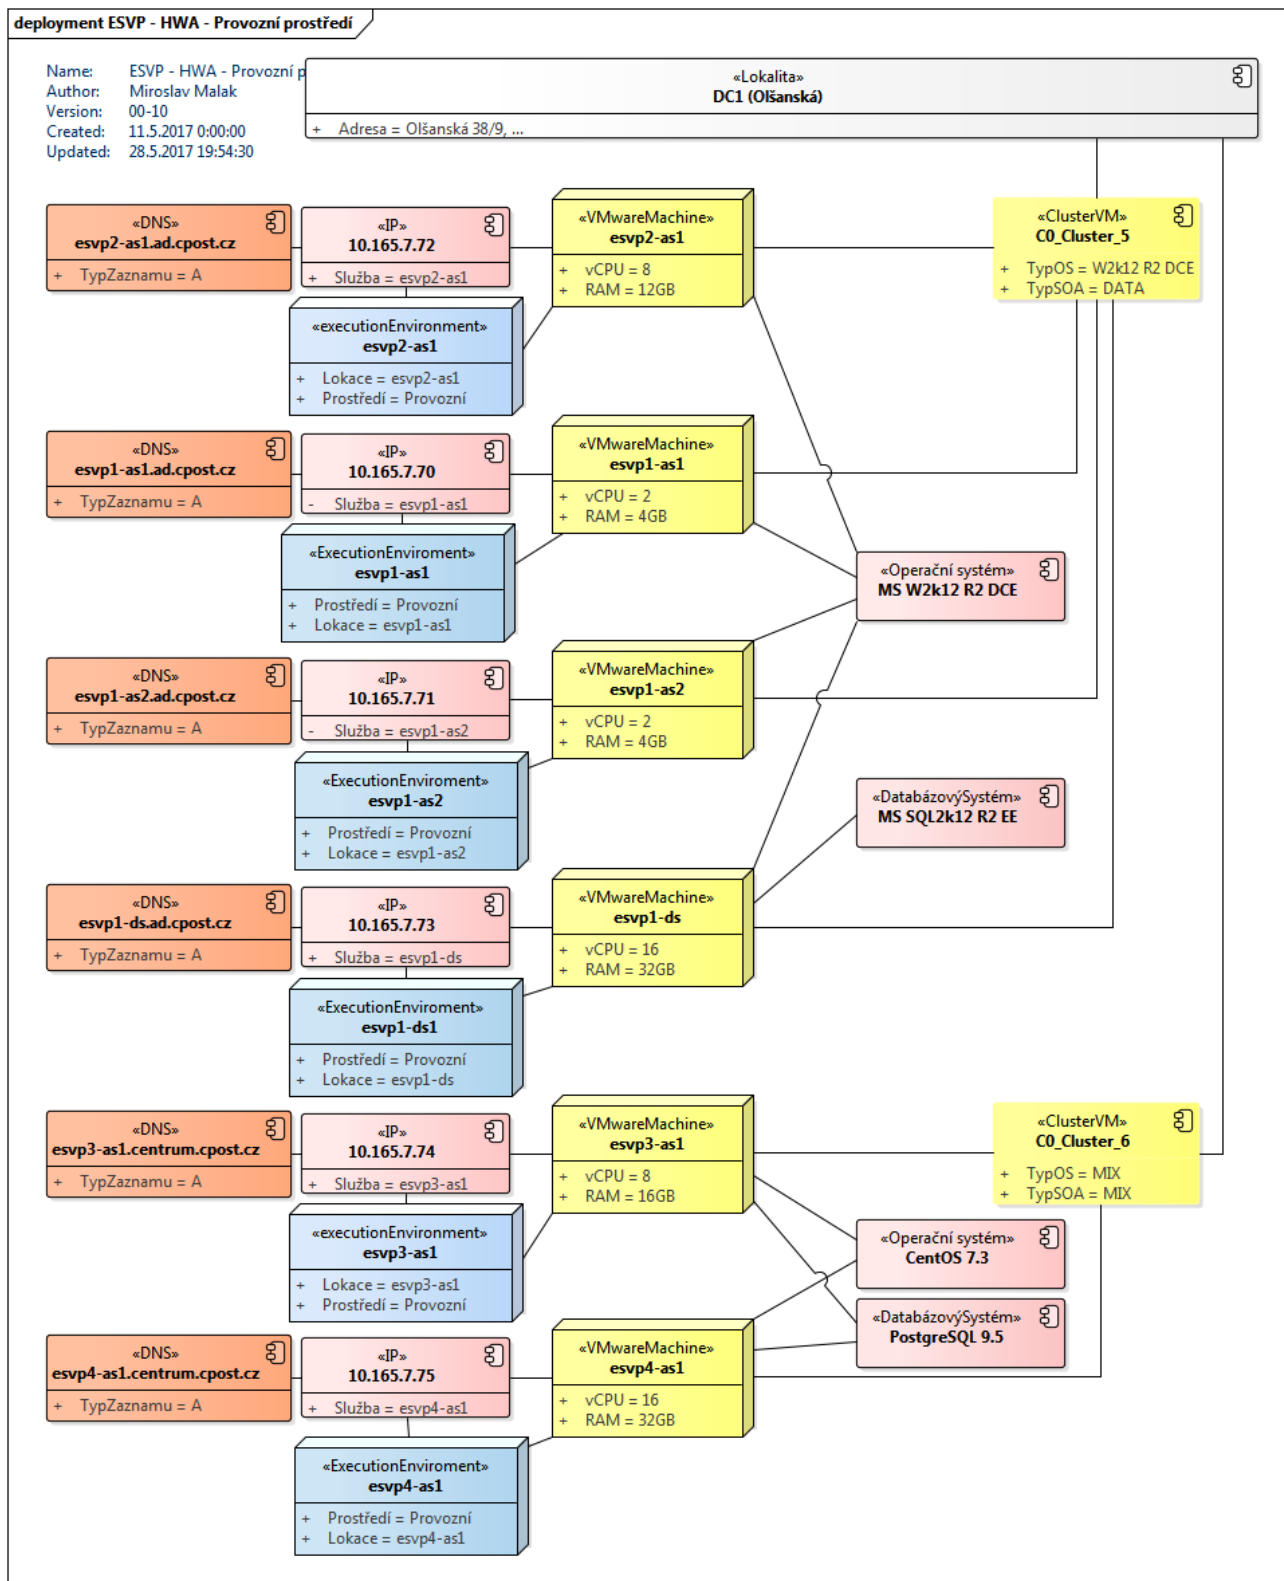 deployment ESVP - HWA - Provozní prostředí
Name: ESVP - HWA - Provozní p
Author: Miroslav Malak
Version: 00-10
Created: 11.5.2017 0:00:00
Updated: 28.5.2017 19:54:30
«Lokalita»
DC1 (Olšanská)
+ Adresa = Olšanská 38/9, ...
«DNS»
esvp2-as1.ad.cpost.cz
+ TypZaznamu = A
«IP»
10.165.7.72
+ Služba = esvp2-as1
«VMwareMachine»
esvp2-as1
+ vCPU = 8
+ RAM = 12GB
«ClusterVM»
C0_Cluster_5
+ TypOS = W2k12 R2 DCE
+ TypSOA = DATA
«executionEnvironment»
esvp2-as1
+ Lokace = esvp2-as1
+ Prostředí = Provozní
«DNS»
esvp1-as1.ad.cpost.cz
+ TypZaznamu = A
«IP»
10.165.7.70
- Služba = esvp1-as1
«VMwareMachine»
esvp1-as1
+ vCPU = 2
+ RAM = 4GB
«ExecutionEnviroment»
esvp1-as1
+ Prostředí = Provozní
+ Lokace = esvp1-as1
«Operační systém»
MS W2k12 R2 DCE
«DNS»
esvp1-as2.ad.cpost.cz
+ TypZaznamu = A
«IP»
10.165.7.71
- Služba = esvp1-as2
«VMwareMachine»
esvp1-as2
+ vCPU = 2
+ RAM = 4GB
«ExecutionEnviroment»
esvp1-as2
+ Prostředí = Provozní
+ Lokace = esvp1-as2
«DatabázovýSystém»
MS SQL2k12 R2 EE
«DNS»
esvp1-ds.ad.cpost.cz
+ TypZaznamu = A
«IP»
10.165.7.73
+ Služba = esvp1-ds
«VMwareMachine»
esvp1-ds
+ vCPU = 16
+ RAM = 32GB
«ExecutionEnviroment»
esvp1-ds1
+ Prostředí = Provozní
+ Lokace = esvp1-ds
«DNS»
esvp3-as1.centrum.cpost.cz
+ TypZaznamu = A
«IP»
10.165.7.74
+ Služba = esvp3-as1
«VMwareMachine»
esvp3-as1
+ vCPU = 8
+ RAM = 16GB
«ClusterVM»
C0_Cluster_6
+ TypOS = MIX
+ TypSOA = MIX
«executionEnvironment»
esvp3-as1
+ Lokace = esvp3-as1
+ Prostředí = Provozní
«Operační systém»
CentOS 7.3
«DatabázovýSystém»
PostgreSQL 9.5
«DNS»
esvp4-as1.centrum.cpost.cz
+ TypZaznamu = A
«IP»
10.165.7.75
+ Služba = esvp4-as1
«VMwareMachine»
esvp4-as1
+ vCPU = 16
+ RAM = 32GB
«ExecutionEnviroment»
esvp4-as1
+ Prostředí = Provozní
+ Lokace = esvp4-as1